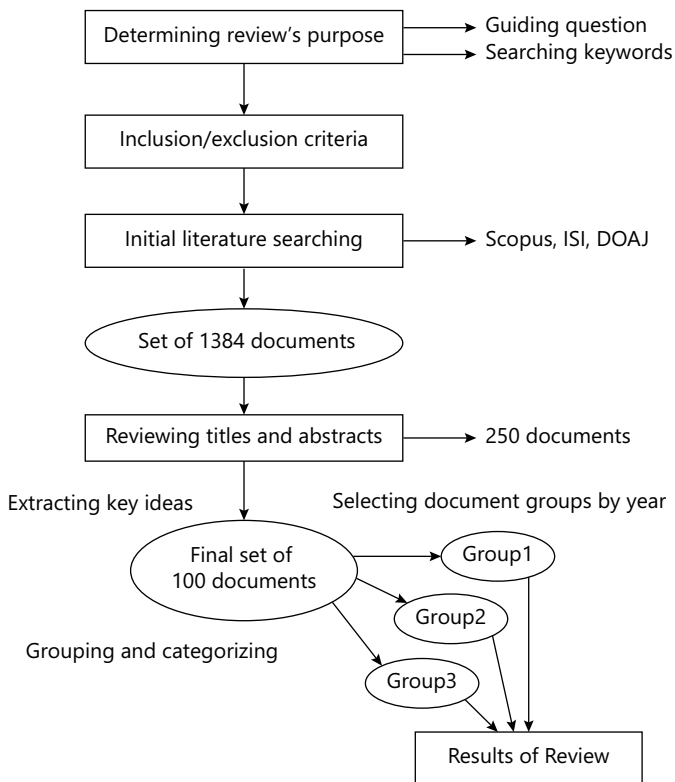 Determining review's purpose
Guiding question
Searching keywords
Inclusion/exclusion criteria
Initial literature searching
Scopus, ISI, DOAJ
Set of 1384 documents
Reviewing titles and abstracts
250 documents
Extracting key ideas
Selecting document groups by year
Final set of
100 documents
Group1
Group2
Grouping and categorizing
Group3
Results of Review